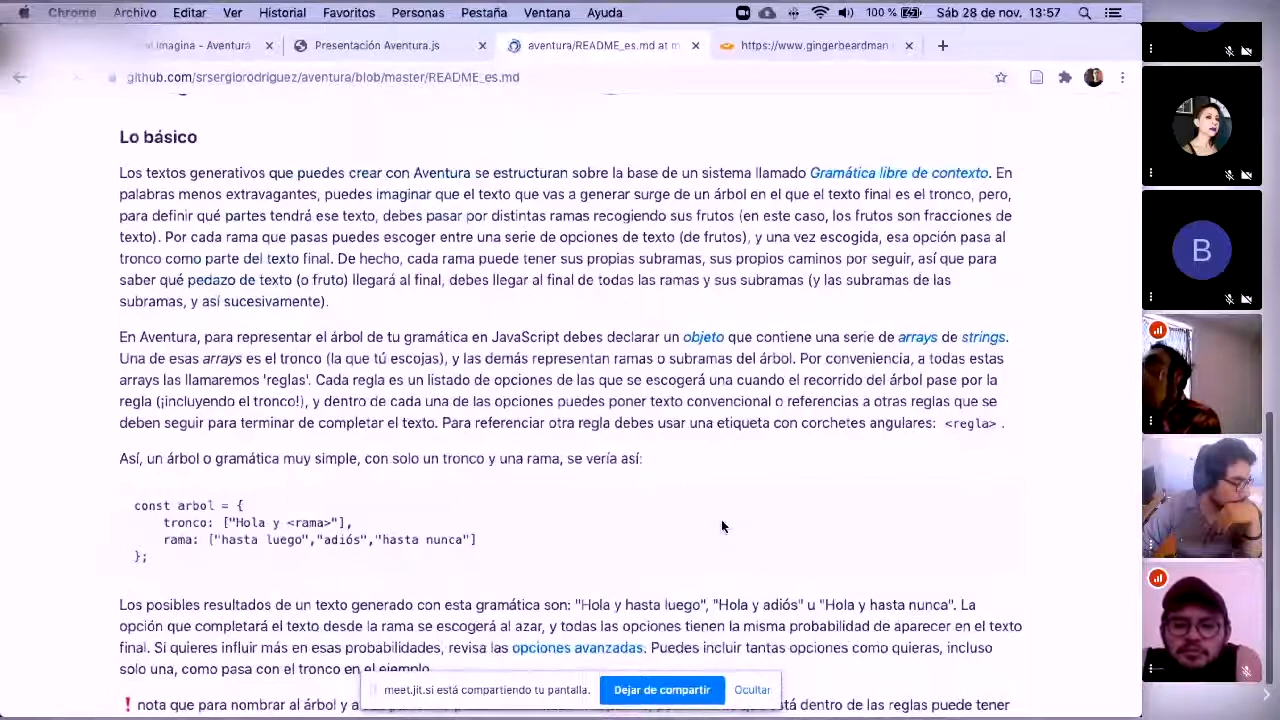 Archivo Editar Ver Historial Favoritos Personas Pestaña Ventana Ayuda 100 % Sáb 28 de nov. 13:57
Imagina - Aventura Presentación Aventura.js aventura/README_es.md at m https://www.gingerbeardman
github.com/srsergiorodriguez/aventura/blob/master/README_es.md
Lo básico
Los textos generativos que puedes crear con Aventura se estructuran sobre la base de un sistema llamado Gramática libre de contexto. En
palabras menos extravagantes, puedes imaginar que el texto que vas a generar surge de un árbol en el que el texto final es el tronco, pero,
para definir qué partes tendrá ese texto, debes pasar por distintas ramas recogiendo sus frutos (en este caso, los frutos son fracciones de
texto). Por cada rama que pasas puedes escoger entre una serie de opciones de texto (de frutos), y una vez escogida, esa opción pasa al
tronco como parte del texto final. De hecho, cada rama puede tener sus propias subramas, sus propios caminos por seguir, así que para
saber qué pedazo de texto (o fruto) llegará al final, debes llegar al final de todas las ramas y sus subramas (y las subramas de las
subramas, y así sucesivamente).
En Aventura, para representar el árbol de tu gramática en JavaScript debes declarar un objeto que contiene una serie de arrays de strings.
Una de esas arrays es el tronco (la que tú escojas), y las demás representan ramas o subramas del árbol. Por conveniencia, a todas estas
arrays las llamaremos 'reglas'. Cada regla es un listado de opciones de las que se escogerá una cuando el recorrido del árbol pase por la
regla (¡incluyendo el tronco!), y dentro de cada una de las opciones puedes poner texto convencional o referencias a otras reglas que se
deben seguir para terminar de completar el texto. Para referenciar otra regla debes usar una etiqueta con corchetes angulares: <regla> .
Así, un árbol o gramática muy simple, con solo un tronco y una rama, se vería así:
const arbol = {
tronco: ["Hola y <rama>"],
rama: ["hasta luego","adiós","hasta nunca"]
};
Los posibles resultados de un texto generado con esta gramática son: "Hola y hasta luego", "Hola y adiós" u "Hola y hasta nunca". La
opción que completará el texto desde la rama se escogerá al azar, y todas las opciones tienen la misma probabilidad de aparecer en el texto
final. Si quieres influir más en esas probabilidades, revisa las opciones avanzadas. Puedes incluir tantas opciones como quieras, incluso
solo una, como pasa con el tronco en el ejemplo.
meet.jit.si está compartiendo tu pantalla. Dejar de compartir Ocultar
❗ nota que para nombrar al árbol y a está dentro de las reglas puede tener
B